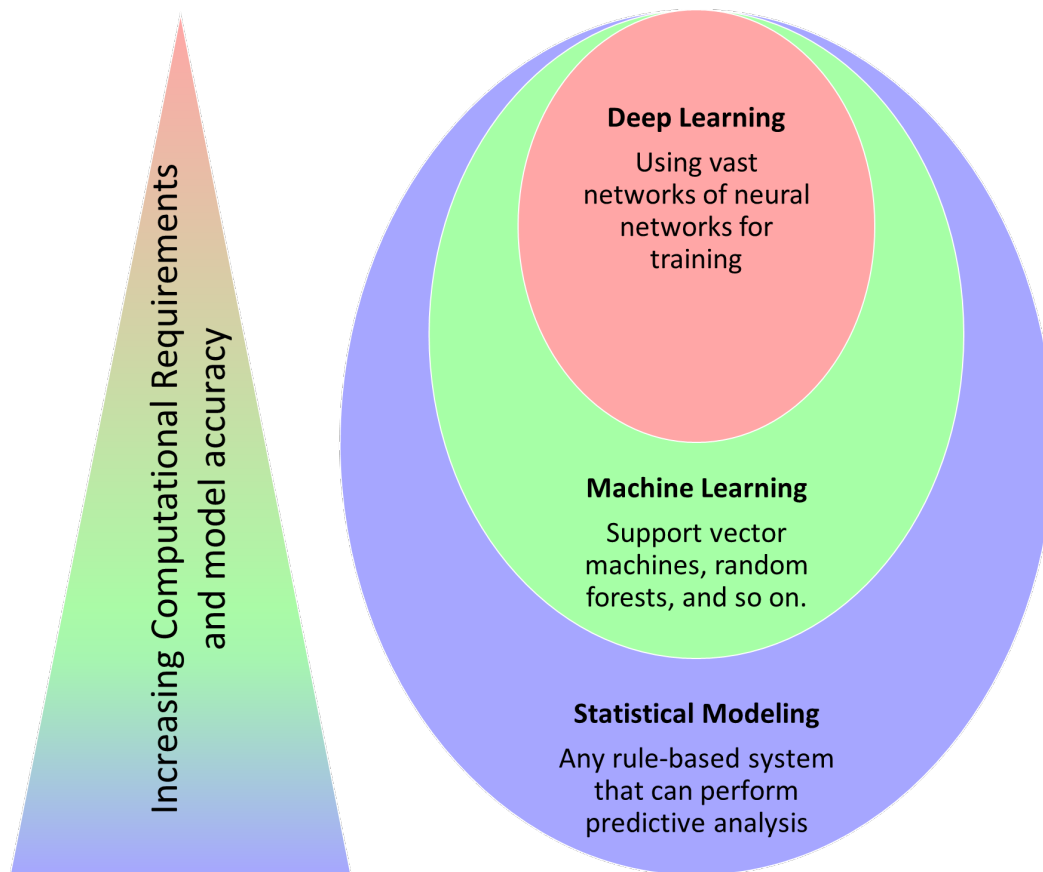 Increasing Computational Requirements
and model accuracy
Deep Learning
Using vast
networks of neural
networks for
training
Machine Learning
Support vector
machines, random
forests, and so on.
Statistical Modeling
Any rule-based system
that can perform
predictive analysis